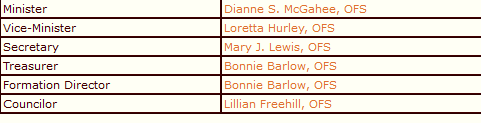 Minister Dianne S. McGahee, OFS
Vice-Minister Loretta Hurley, OFS
Secretary Mary J. Lewis, OFS
Treasurer Bonnie Barlow, OFS
Formation Director Bonnie Barlow, OFS
Councilor Lillian Freehill, OFS